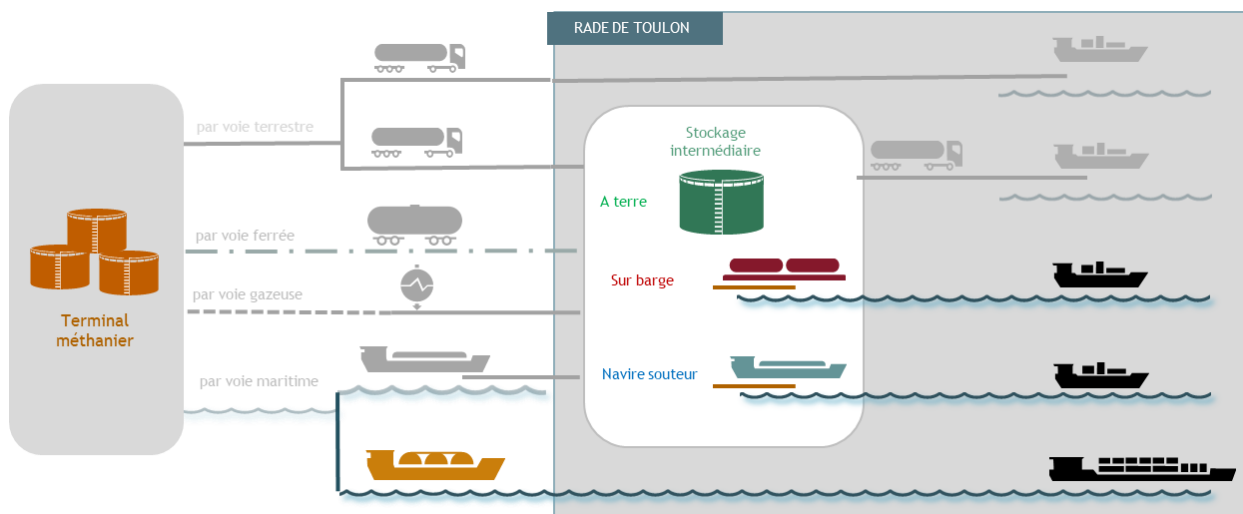 RADE DE TOULON
par voie terrestre
Stockage
intermédiaire
A terre
par voie ferrée
Sur barge
par voie gazeuse
Terminal
méthanier
Navire souteur
par voie maritime